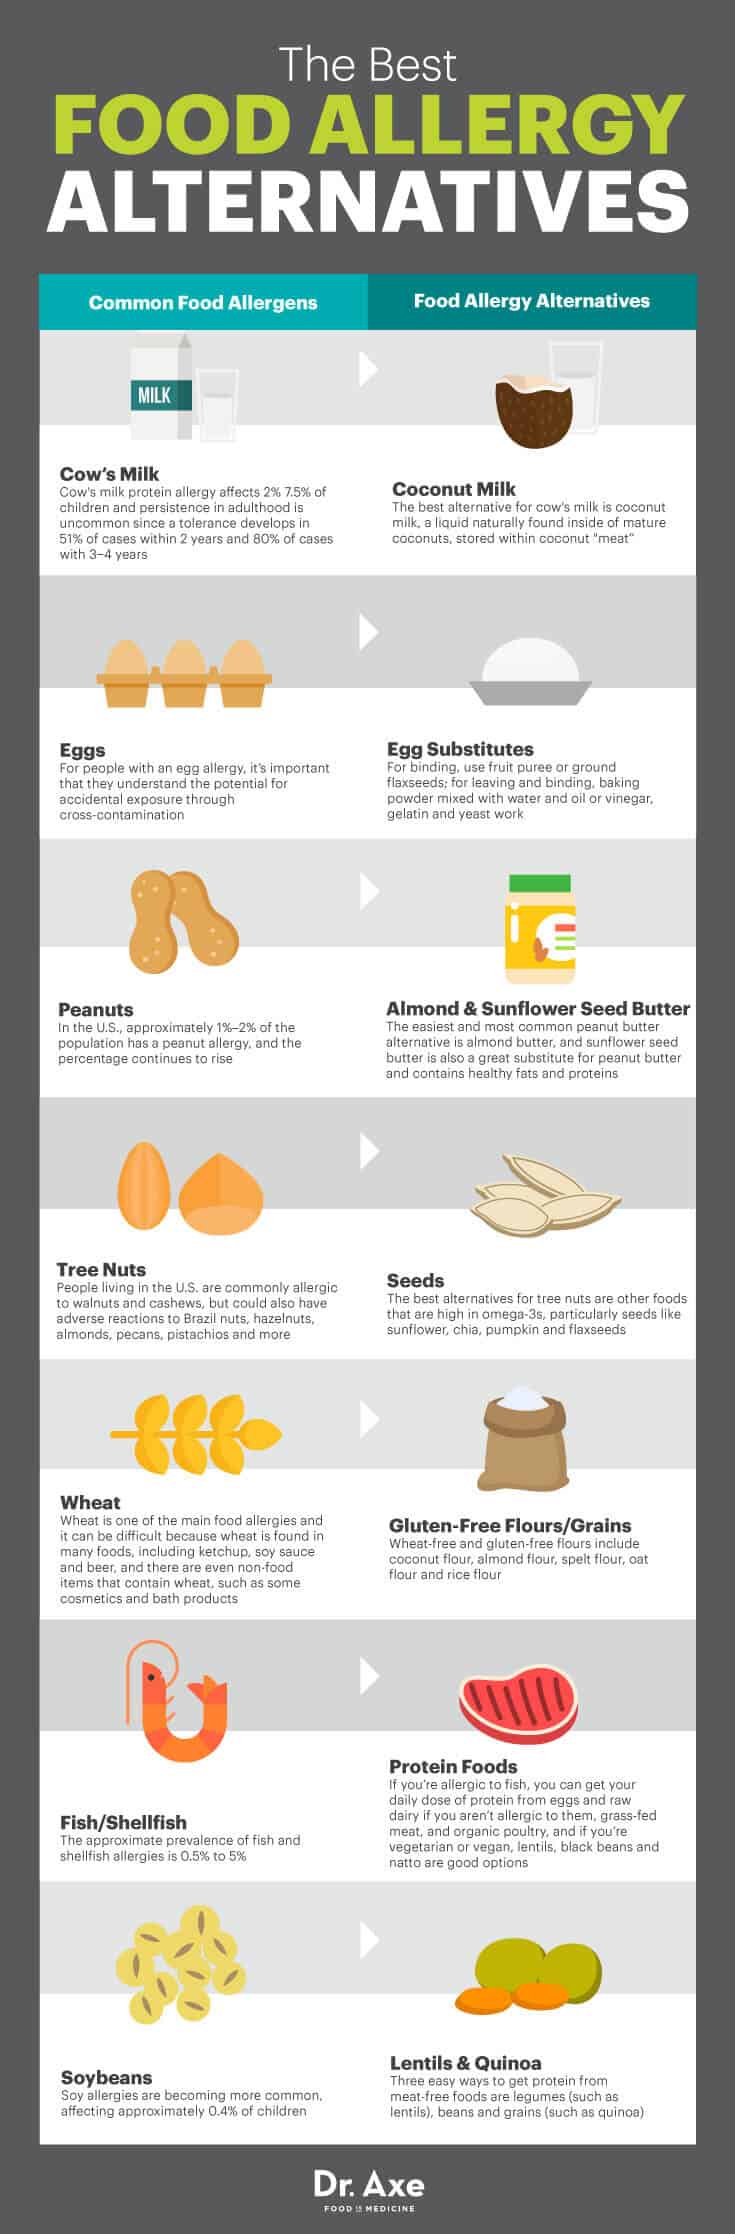 The Best
FOOD ALLERGY
ALTERNATIVES
Common Food Allergens
Food Allergy Alternatives
MILK
Cow's Milk
Cow's milk protein allergy affects 2% 7.5% of
children and persistence in adulthood is
uncommon since a tolerance develops in
51% of cases within 2 years and 80% of cases
with 3–4 years
Coconut Milk
The best alternative for cow's milk is coconut
milk, a liquid naturally found inside of mature
coconuts, stored within coconut "meat"
Eggs
For people with an egg allergy, it's important
that they understand the potential for
accidental exposure through
cross-contamination
Egg Substitutes
For binding, use fruit puree or ground
flaxseeds; for leaving and binding, baking
powder mixed with water and oil or vinegar,
gelatin and yeast work
Peanuts
In the U.S., approximately 1%–2% of the
population has a peanut allergy, and the
percentage continues to rise
Almond & Sunflower Seed Butter
The easiest and most common peanut butter
alternative is almond butter, and sunflower seed
butter is also a great substitute for peanut butter
and contains healthy fats and proteins
Tree Nuts
People living in the U.S. are commonly allergic
to walnuts and cashews, but could also have
adverse reactions to Brazil nuts, hazelnuts,
almonds, pecans, pistachios and more
Seeds
The best alternatives for tree nuts are other foods
that are high in omega-3s, particularly seeds like
sunflower, chia, pumpkin and flaxseeds
Wheat
Wheat is one of the main food allergies and
it can be difficult because wheat is found in
many foods, including ketchup, soy sauce
and beer, and there are even non-food
items that contain wheat, such as some
cosmetics and bath products
Gluten-Free Flours/Grains
Wheat-free and gluten-free flours include
coconut flour, almond flour, spelt flour, oat
flour and rice flour
Fish/Shellfish
The approximate prevalence of fish and
shellfish allergies is 0.5% to 5%
Protein Foods
If you're allergic to fish, you can get your
daily dose of protein from eggs and raw
dairy if you aren't allergic to them, grass-fed
meat, and organic poultry, and if you're
vegetarian or vegan, lentils, black beans and
natto are good options
Soybeans
Soy allergies are becoming more common,
affecting approximately 0.4% of children
Lentils & Quinoa
Three easy ways to get protein from
meat-free foods are legumes (such as
lentils), beans and grains (such as quinoa)
Dr. Axe
FOOD IS MEDICINE